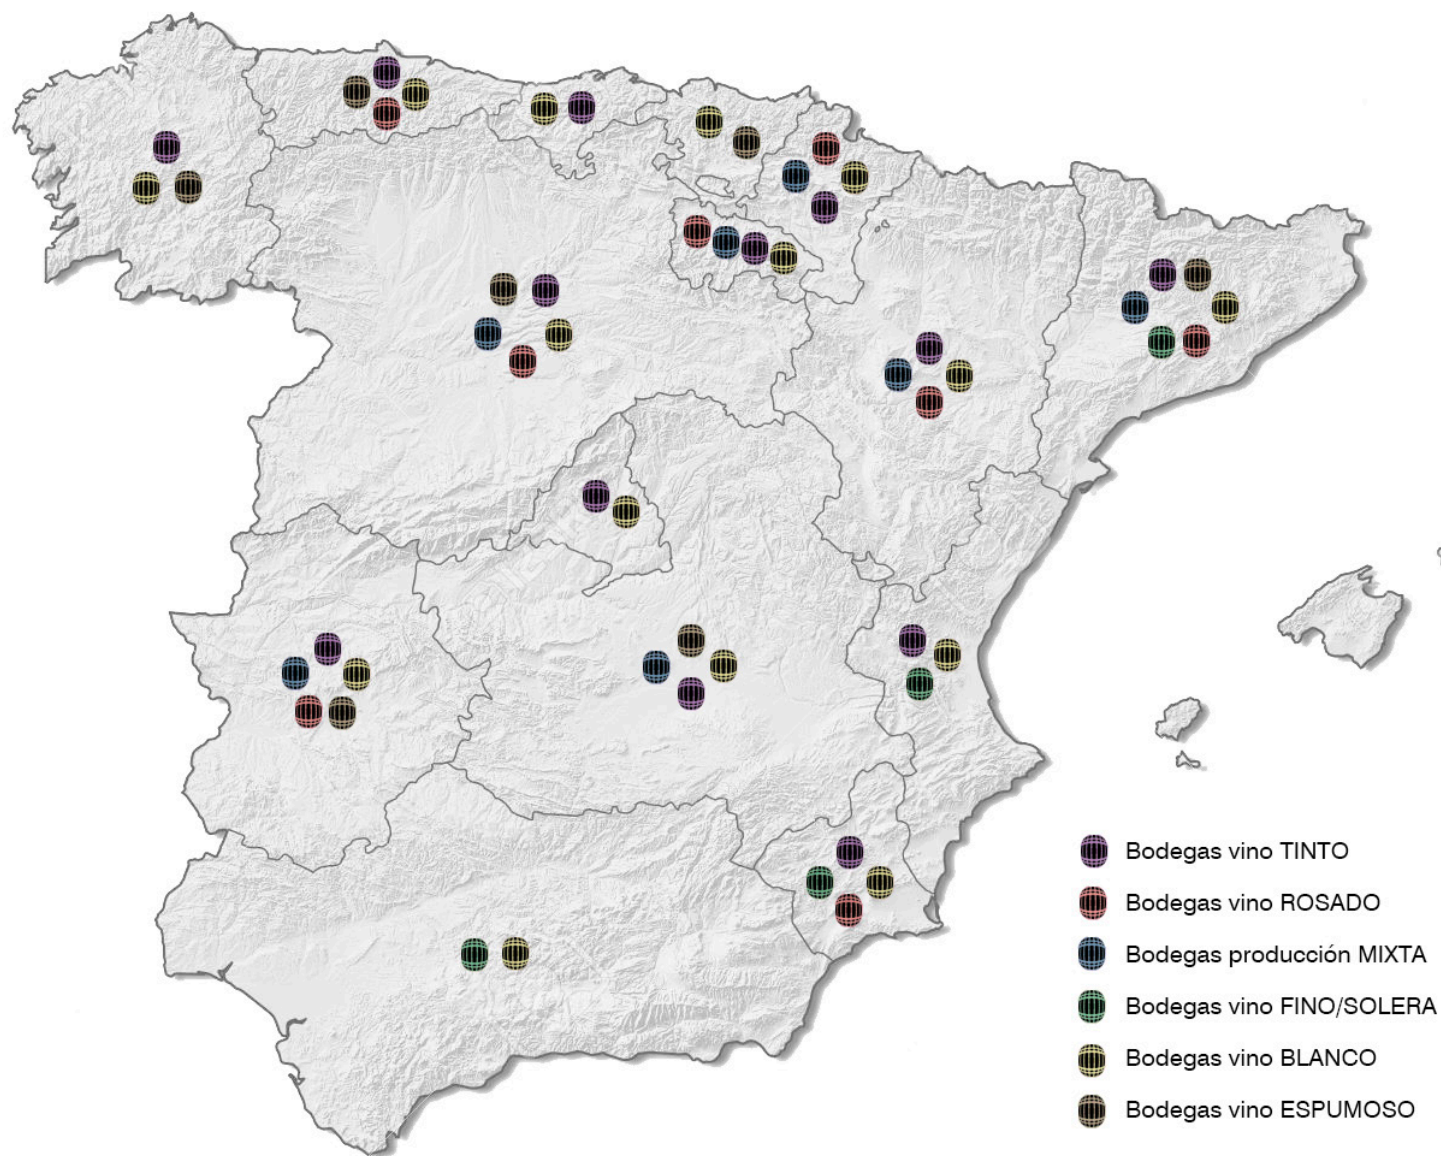 Bodegas vino TINTO
Bodegas vino ROSADO
Bodegas producción MIXTA
Bodegas vino FINO/SOLERA
Bodegas vino BLANCO
Bodegas vino ESPUMOSO